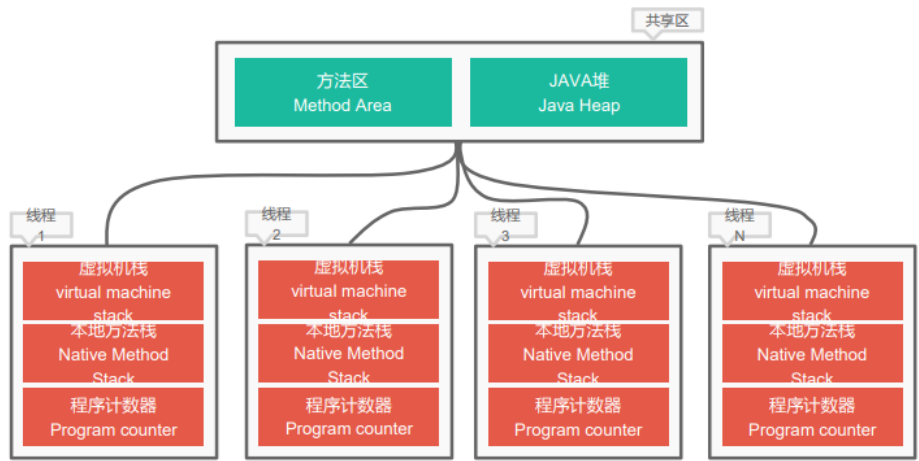 共享区
方法区
Method Area
JAVA堆
Java Heap
线程
1
虚拟机栈
virtual machine
stack
本地方法栈
Native Method
Stack
程序计数器
Program counter
线程
2
虚拟机栈
virtual machine
stack
本地方法栈
Native Method
Stack
程序计数器
Program counter
线程
3
虚拟机栈
virtual machine
stack
本地方法栈
Native Method
Stack
程序计数器
Program counter
线程
N
虚拟机栈
virtual machine
stack
本地方法栈
Native Method
Stack
程序计数器
Program counter